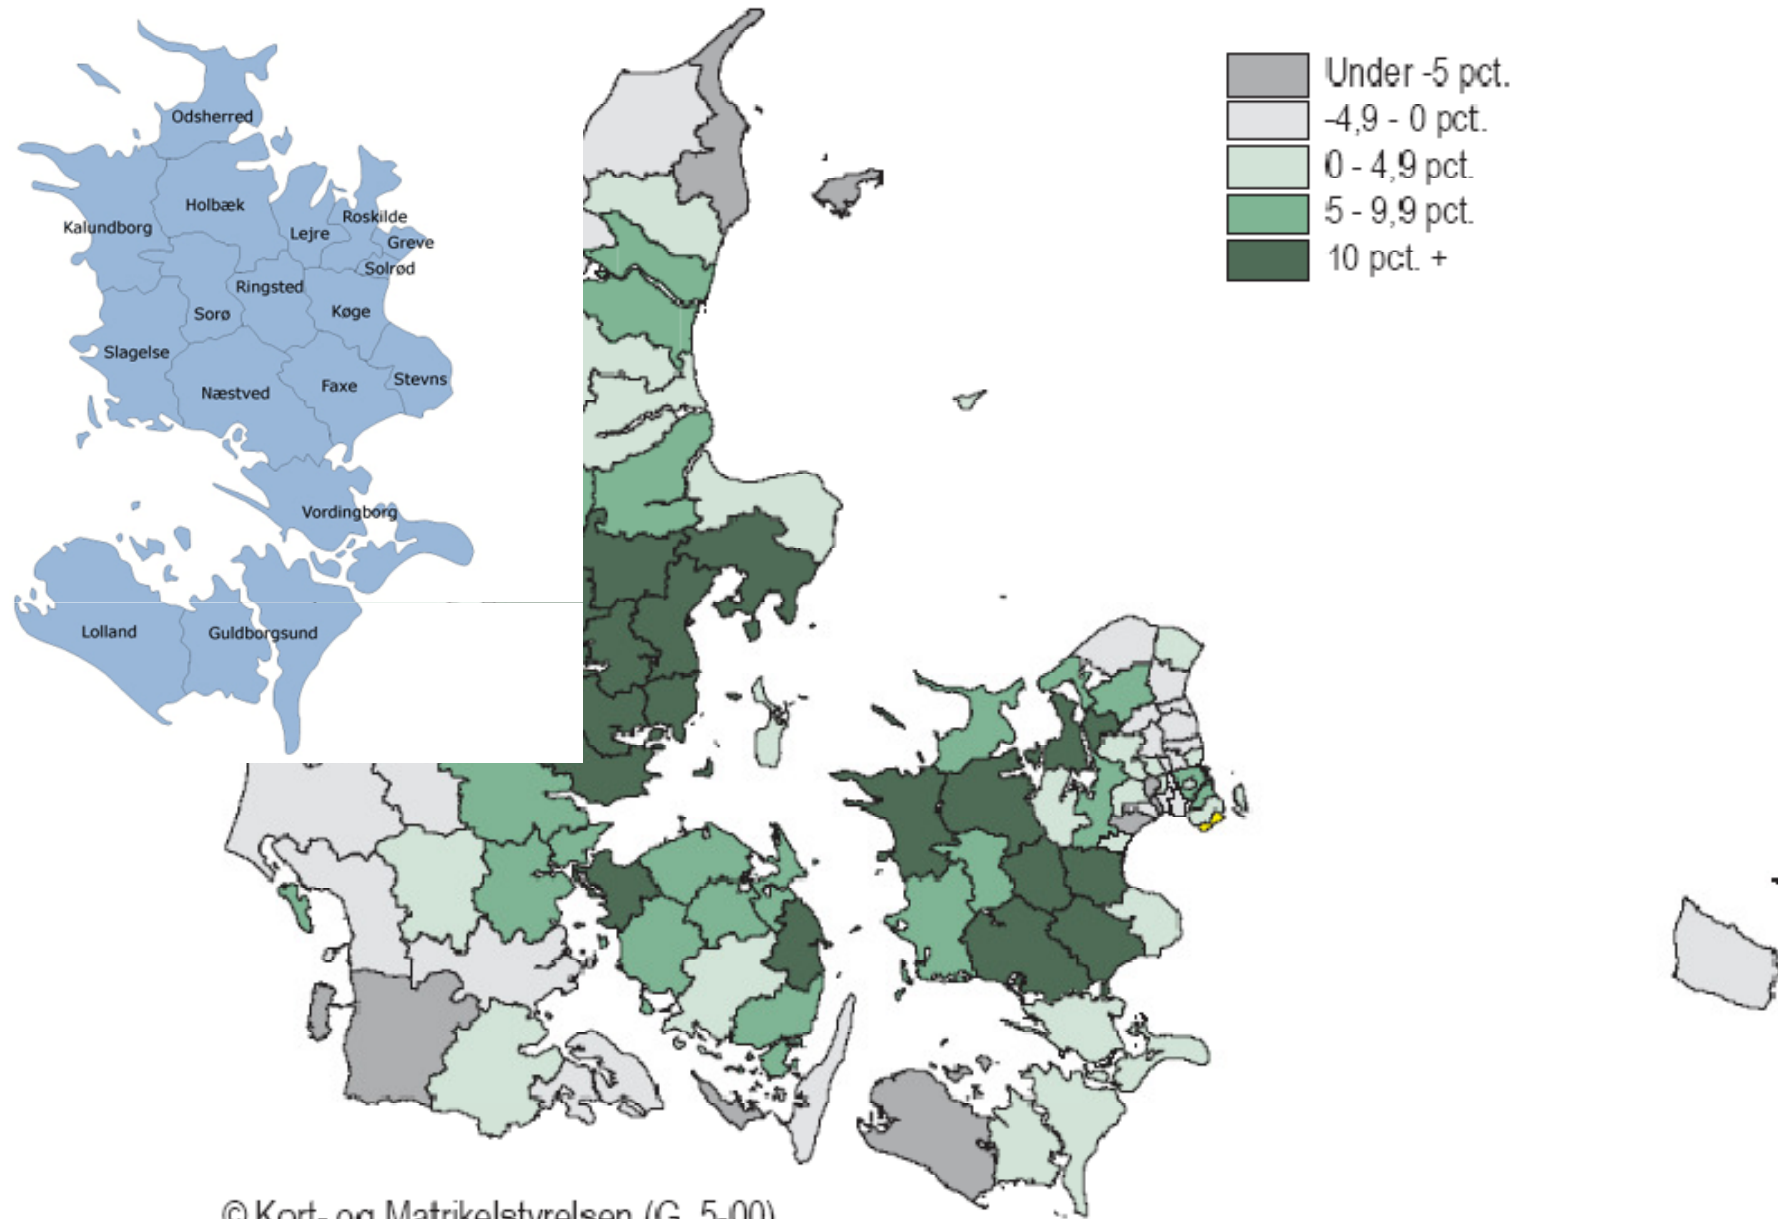 Odsherred
Holbæk
Kalundborg
Roskilde
Lejre
Greve
Solrød
Ringsted
Sorø
Køge
Slagelse
Næstved
Faxe
Stevns
Vordingborg
Lolland
Guldborgsund
Under -5 pct.
-4,9 - 0 pct.
0 - 4,9 pct.
5 - 9,9 pct.
10 pct. +
© Kort- og Matrikelstyrelsen (G. 5-00)